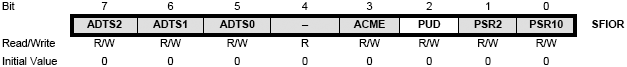 Bit 7 6 5 4 3 2 1 0
ADTS2 ADTS1 ADTS0 – ACME PUD PSR2 PSR10 SFIOR
Read/Write R/W R/W R/W R R/W R/W R/W R/W
Initial Value 0 0 0 0 0 0 0 0